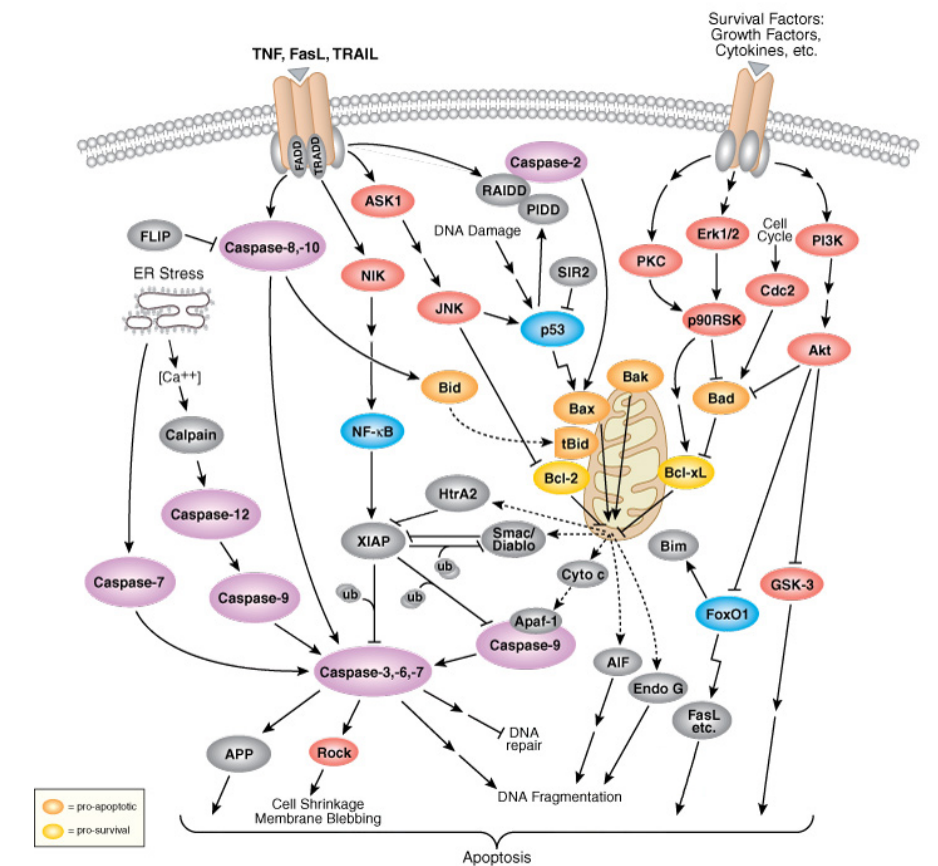 Survival Factors:
Growth Factors,
Cytokines, etc.
TNF, FasL, TRAIL
FADD
TRADD
Caspase-2
RAIDD
PIDD
ASK1
FLIP
Caspase-8,-10
DNA Damage
Erk1/2
Cell
Cycle
PI3K
PKC
ER Stress
NIK
SIR2
Cdc2
JNK
p53
p90RSK
Akt
[Ca++]
Bid
Bak
Bad
Bax
Calpain
NF-κB
tBid
Bcl-2
Bcl-xL
HtrA2
Caspase-12
XIAP
Smac/
Diablo
Bim
ub
Cyto c
Caspase-7
GSK-3
Caspase-9
ub
ub
FoxO1
Apaf-1
Caspase-9
Caspase-3,-6,-7
AIF
Endo G
FasL
etc.
DNA
repair
APP
Rock
DNA Fragmentation
Cell Shrinkage
Membrane Blebbing
= pro-apoptotic
= pro-survival
Apoptosis